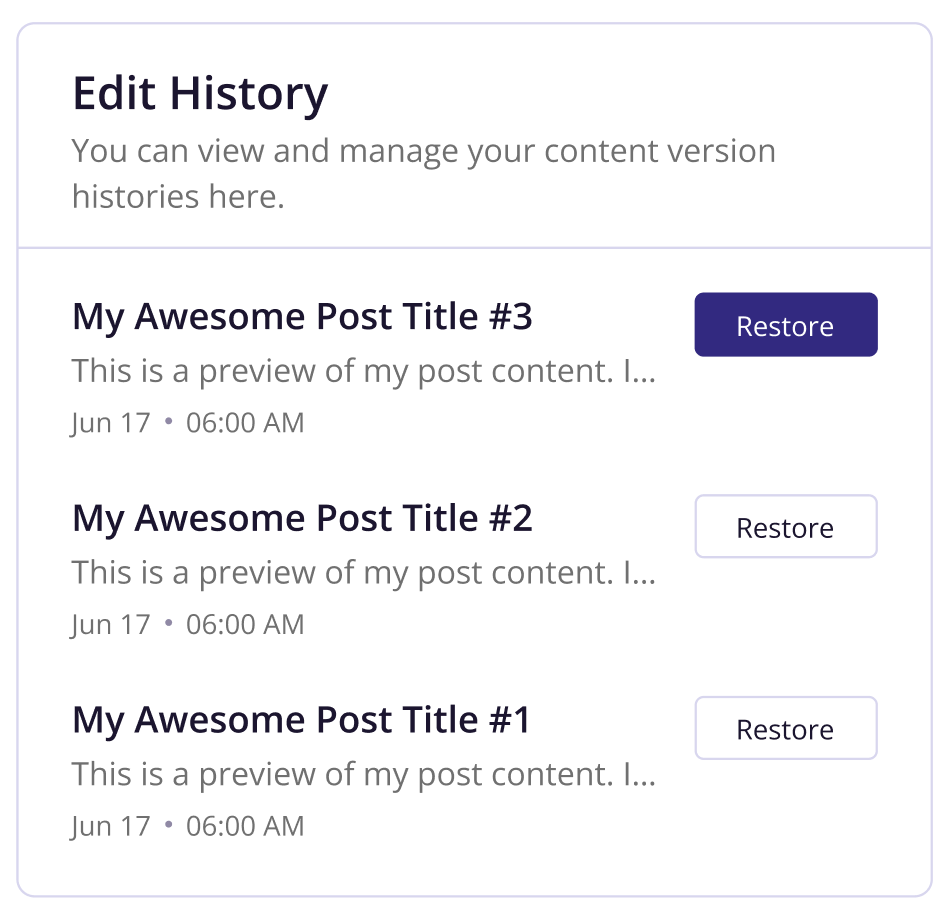 Edit History
You can view and manage your content version
histories here.
My Awesome Post Title #3
Restore
This is a preview of my post content. I...
Jun 17 • 06:00 AM
My Awesome Post Title #2
Restore
This is a preview of my post content. I...
Jun 17 • 06:00 AM
My Awesome Post Title #1
Restore
This is a preview of my post content. I...
Jun 17 • 06:00 AM